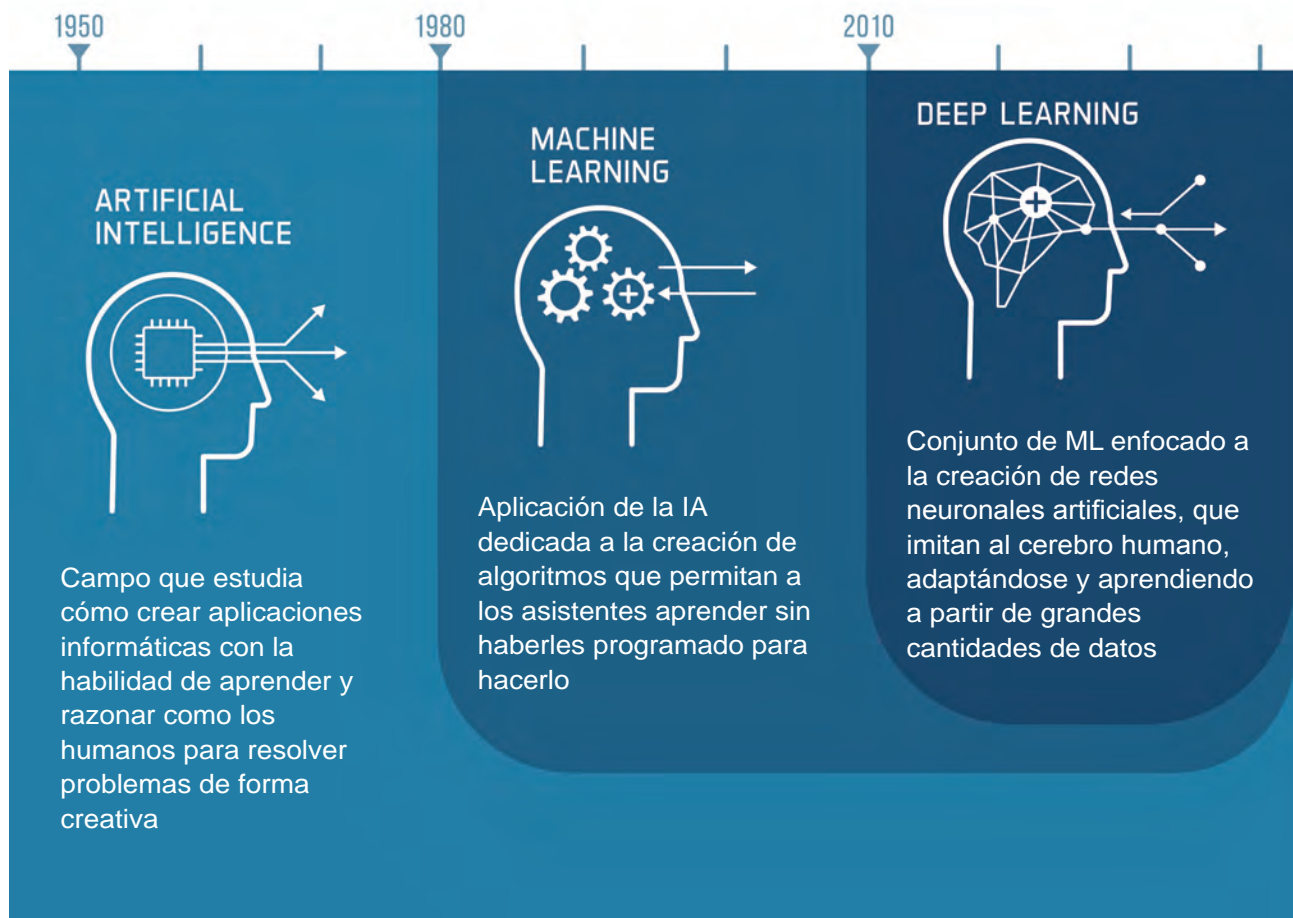 1950
1980
2010
ARTIFICIAL
INTELLIGENCE
Campo que estudia
cómo crear aplicaciones
informáticas con la
habilidad de aprender y
razonar como los
humanos para resolver
problemas de forma
creativa
MACHINE
LEARNING
Aplicación de la IA
dedicada a la creación de
algoritmos que permitan a
los asistentes aprender sin
haberles programado para
hacerlo
DEEP LEARNING
Conjunto de ML enfocado a
la creación de redes
neuronales artificiales, que
imitan al cerebro humano,
adaptándose y aprendiendo
a partir de grandes
cantidades de datos